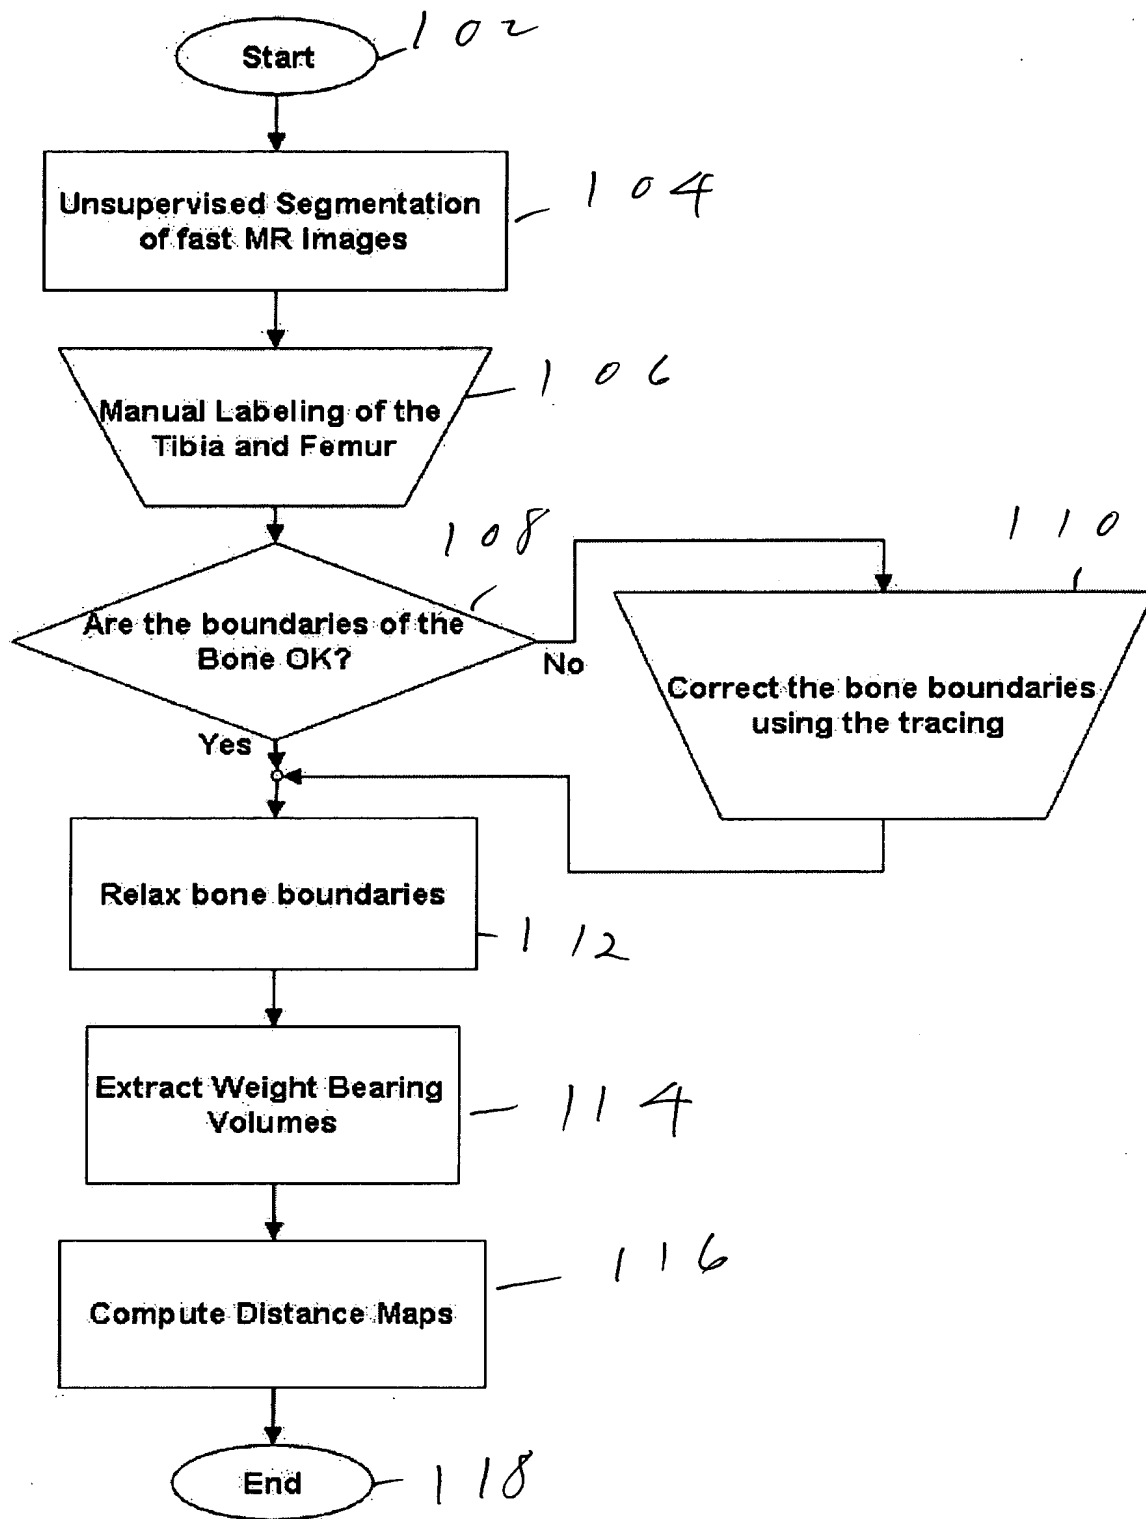 Start
102
Unsupervised Segmentation
of fast MR Images
104
Manual Labeling of the
Tibia and Femur
106
108
Are the boundaries of the
Bone OK?
No
Yes
110
Correct the bone boundaries
using the tracing
Relax bone boundaries
112
Extract Weight Bearing
Volumes
114
Compute Distance Maps
116
End
118